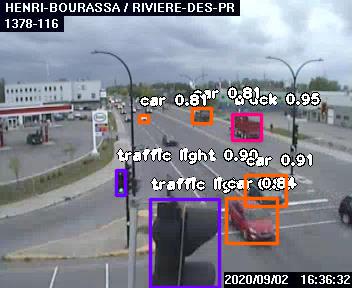 HENRI-BOURASSA / RIVIERE-DES-PR
1378-116
car 0.81
car 0.81
truck 0.95
traffic light 0.90
car 0.91
traffic lig
car 0.84
2020/09/02 16:36:32